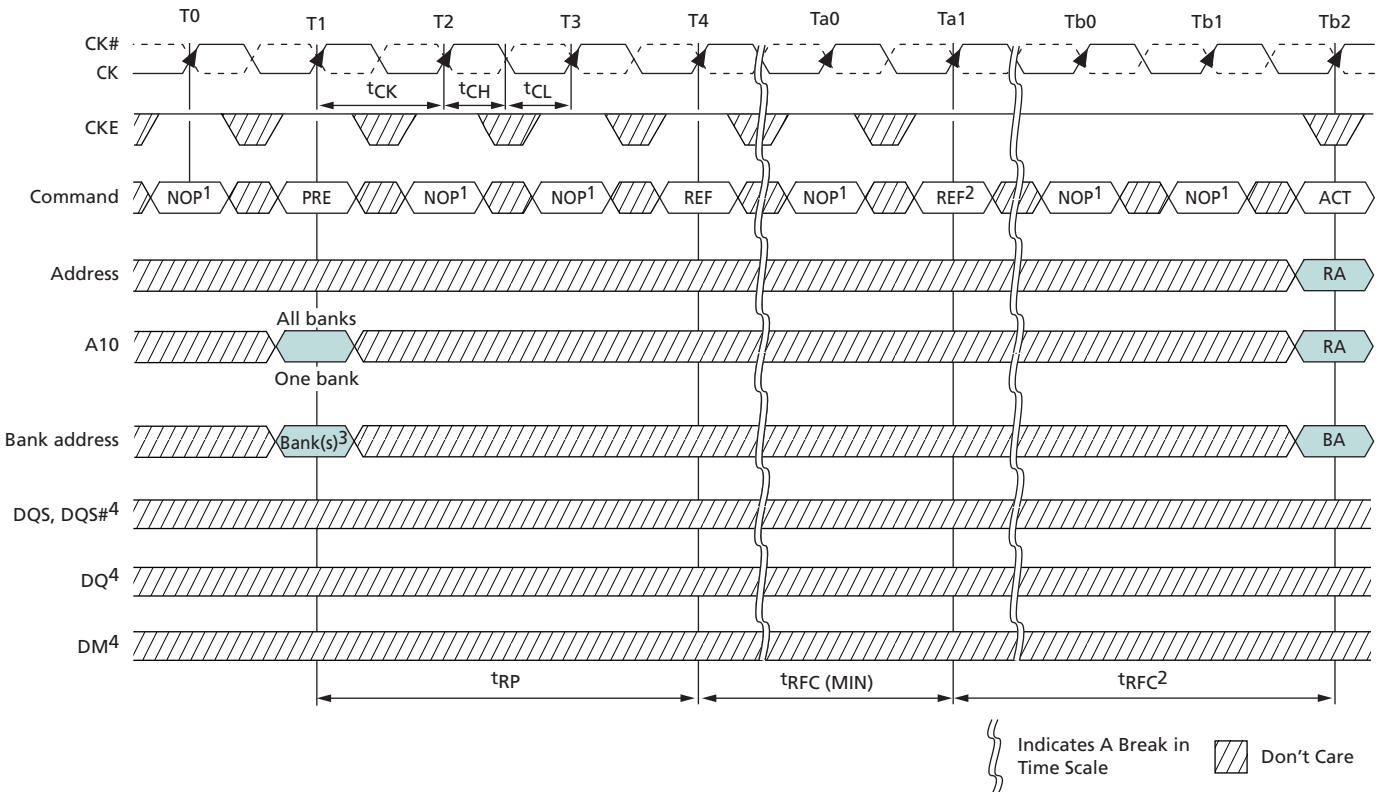 T0 T1 T2 T3 T4 Ta0 Ta1 Tb0 Tb1 Tb2
CK#
CK
tCK tCH tCL
CKE
Command NOP1 PRE NOP1 NOP1 REF NOP1 REF2 NOP1 NOP1 ACT
Address RA
All banks
A10 RA
One bank
Bank address Bank(s)3 BA
DQS, DQS#4
DQ4
DM4
tRP tRFC (MIN) tRFC2
Indicates A Break in
Time Scale
Don't Care